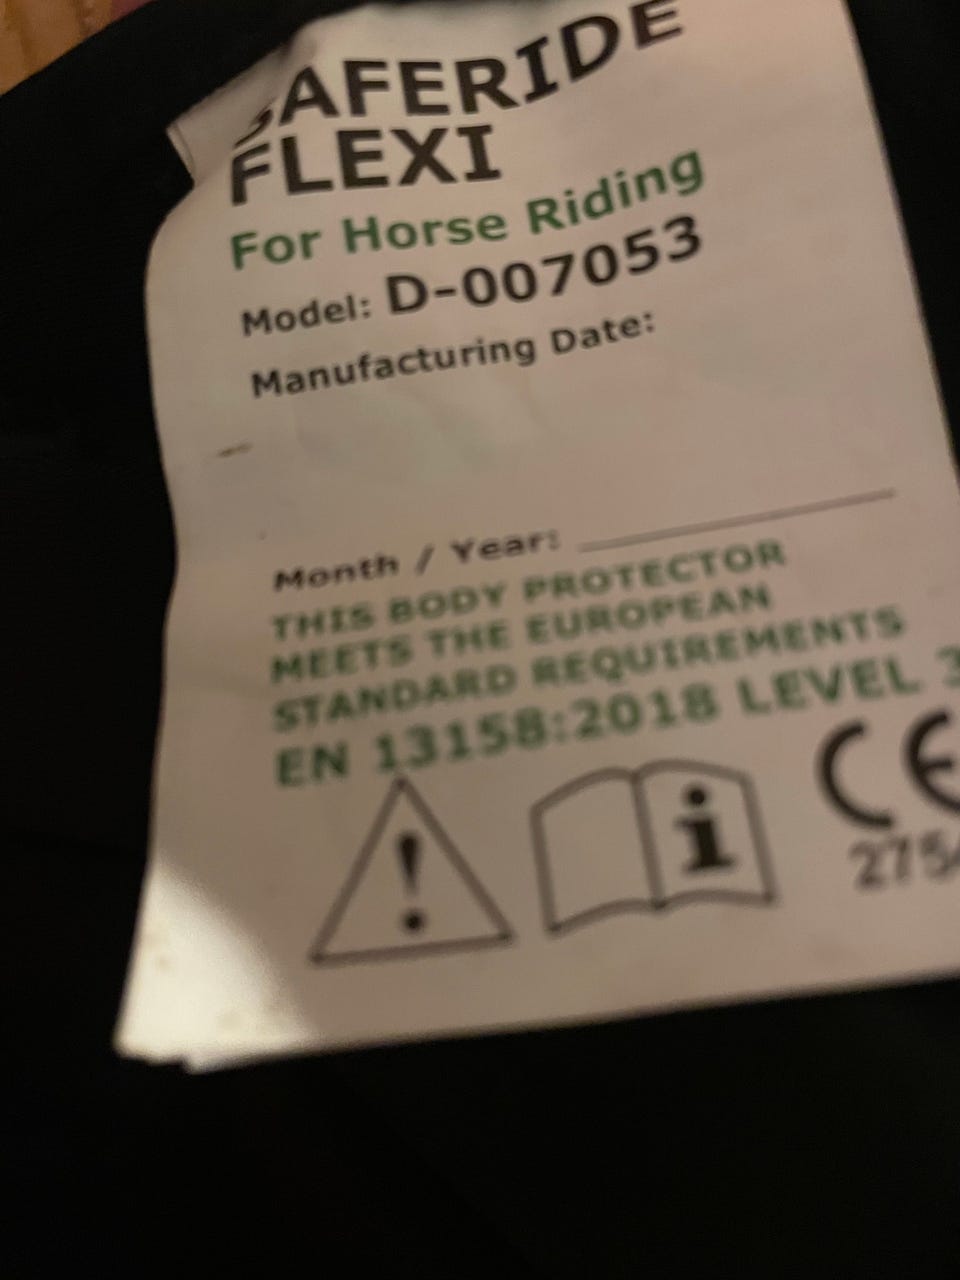 SAFERIDE
FLEXI
For Horse Riding
Model: D-007053
Manufacturing Date:
Month / Year:
THIS BODY PROTECTOR
MEETS THE EUROPEAN
STANDARD REQUIREMENTS
EN 13158:2018 LEVEL 3
CE